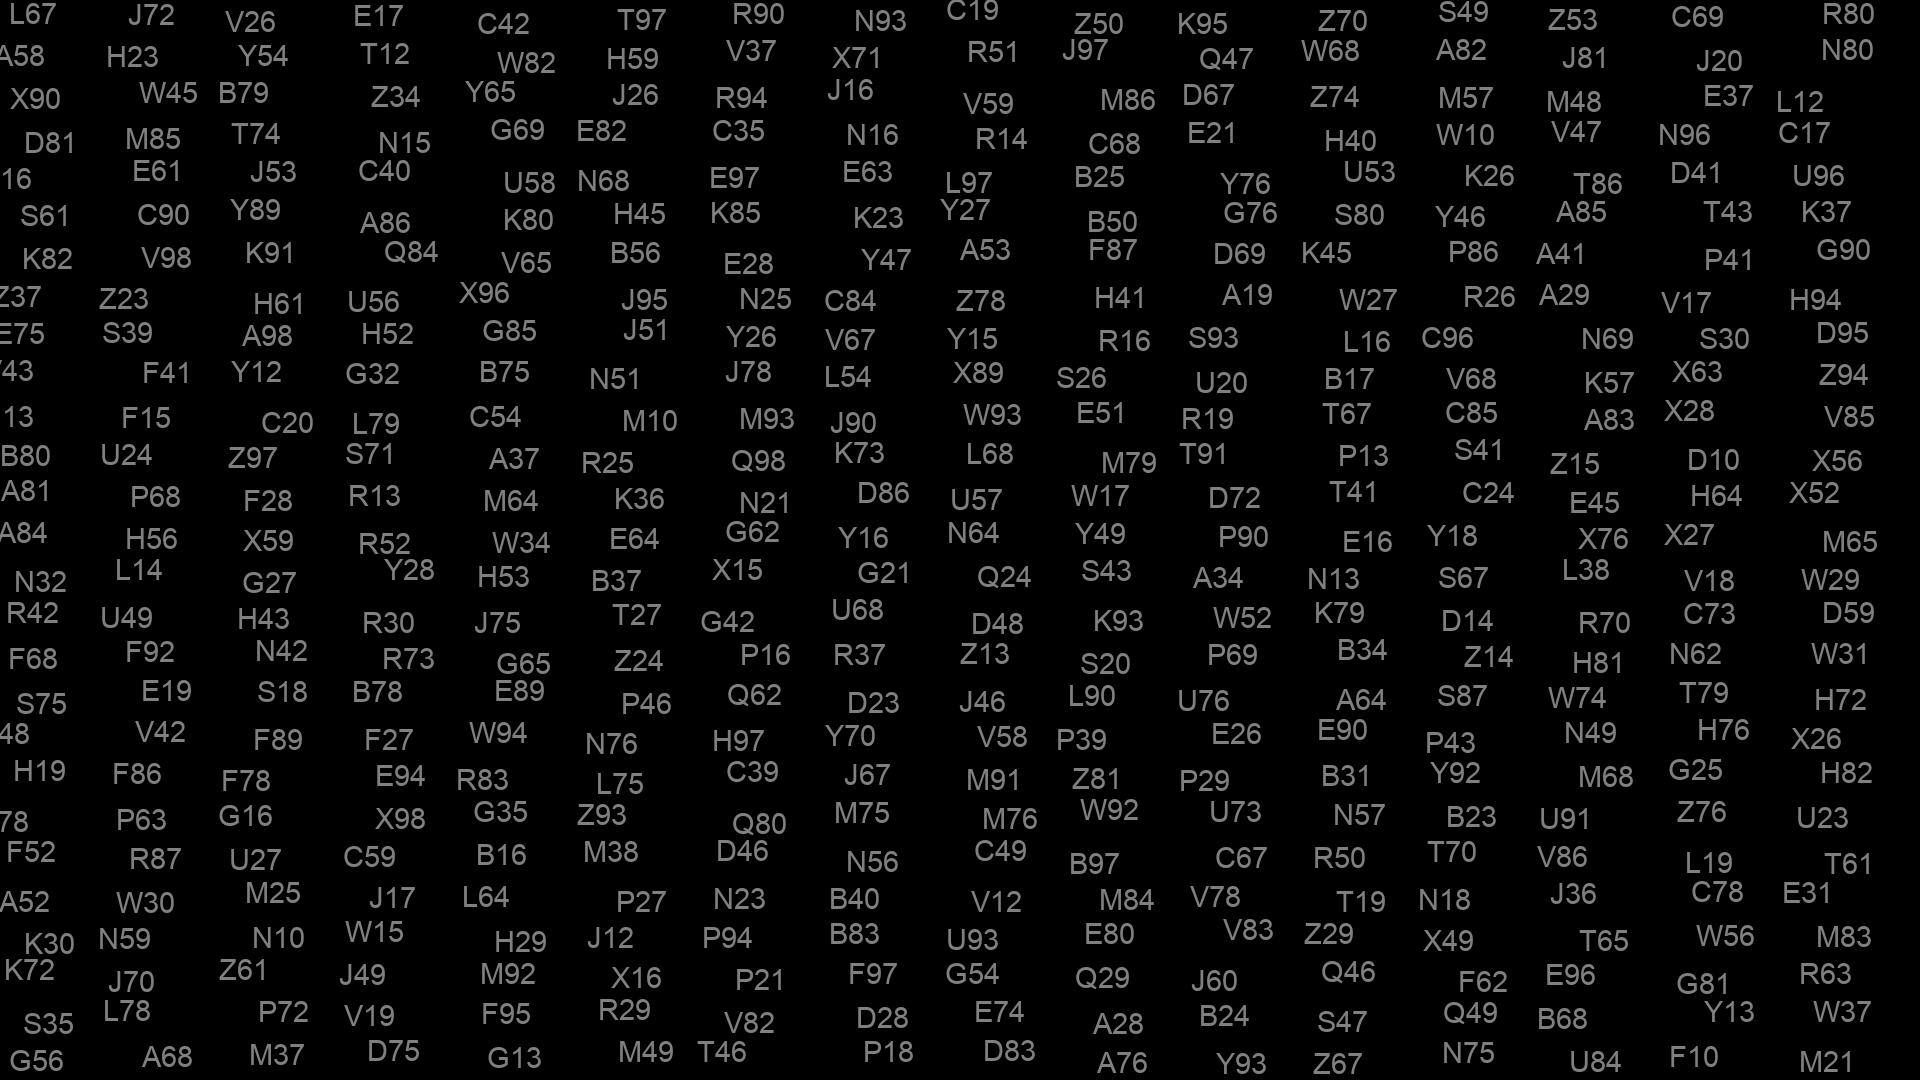 L67 J72 V26 E17 C42 T97 R90 N93 C19 Z50 K95 Z70 S49 Z53 C69 R80
A58 H23 Y54 T12 W82 H59 V37 X71 R51 J97 Q47 W68 A82 J81 J20 N80
X90 W45 B79 Z34 Y65 J26 R94 J16 V59 M86 D67 Z74 M57 M48 E37 L12
D81 M85 T74 N15 G69 E82 C35 N16 R14 C68 E21 H40 W10 V47 N96 C17
16 E61 J53 C40 U58 N68 E97 E63 L97 B25 Y76 U53 K26 T86 D41 U96
S61 C90 Y89 A86 K80 H45 K85 K23 Y27 B50 G76 S80 Y46 A85 T43 K37
K82 V98 K91 Q84 V65 B56 E28 Y47 A53 F87 D69 K45 P86 A41 P41 G90
Z37 Z23 H61 U56 X96 J95 N25 C84 Z78 H41 A19 W27 R26 A29 V17 H94
E75 S39 A98 H52 G85 J51 Y26 V67 Y15 R16 S93 L16 C96 N69 S30 D95
43 F41 Y12 G32 B75 N51 J78 L54 X89 S26 U20 B17 V68 K57 X63 Z94
13 F15 C20 L79 C54 M10 M93 J90 W93 E51 R19 T67 C85 A83 X28 V85
B80 U24 Z97 S71 A37 R25 Q98 K73 L68 M79 T91 P13 S41 Z15 D10 X56
A81 P68 F28 R13 M64 K36 N21 D86 U57 W17 D72 T41 C24 E45 H64 X52
A84 H56 X59 R52 W34 E64 G62 Y16 N64 Y49 P90 E16 Y18 X76 X27 M65
N32 L14 G27 Y28 H53 B37 X15 G21 Q24 S43 A34 N13 S67 L38 V18 W29
R42 U49 H43 R30 J75 T27 G42 U68 D48 K93 W52 K79 D14 R70 C73 D59
F68 F92 N42 R73 G65 Z24 P16 R37 Z13 S20 P69 B34 Z14 H81 N62 W31
S75 E19 S18 B78 E89 P46 Q62 D23 J46 L90 U76 A64 S87 W74 T79 H72
48 V42 F89 F27 W94 N76 H97 Y70 V58 P39 E26 E90 P43 N49 H76 X26
H19 F86 F78 E94 R83 L75 C39 J67 M91 Z81 P29 B31 Y92 M68 G25 H82
78 P63 G16 X98 G35 Z93 Q80 M75 M76 W92 U73 N57 B23 U91 Z76 U23
F52 R87 U27 C59 B16 M38 D46 N56 C49 B97 C67 R50 T70 V86 L19 T61
A52 W30 M25 J17 L64 P27 N23 B40 V12 M84 V78 T19 N18 J36 C78 E31
K30 N59 N10 W15 H29 J12 P94 B83 U93 E80 V83 Z29 X49 T65 W56 M83
K72 J70 Z61 J49 M92 X16 P21 F97 G54 Q29 J60 Q46 F62 E96 G81 R63
S35 L78 P72 V19 F95 R29 V82 D28 E74 A28 B24 S47 Q49 B68 Y13 W37
G56 A68 M37 D75 G13 M49 T46 P18 D83 A76 Y93 Z67 N75 U84 F10 M21